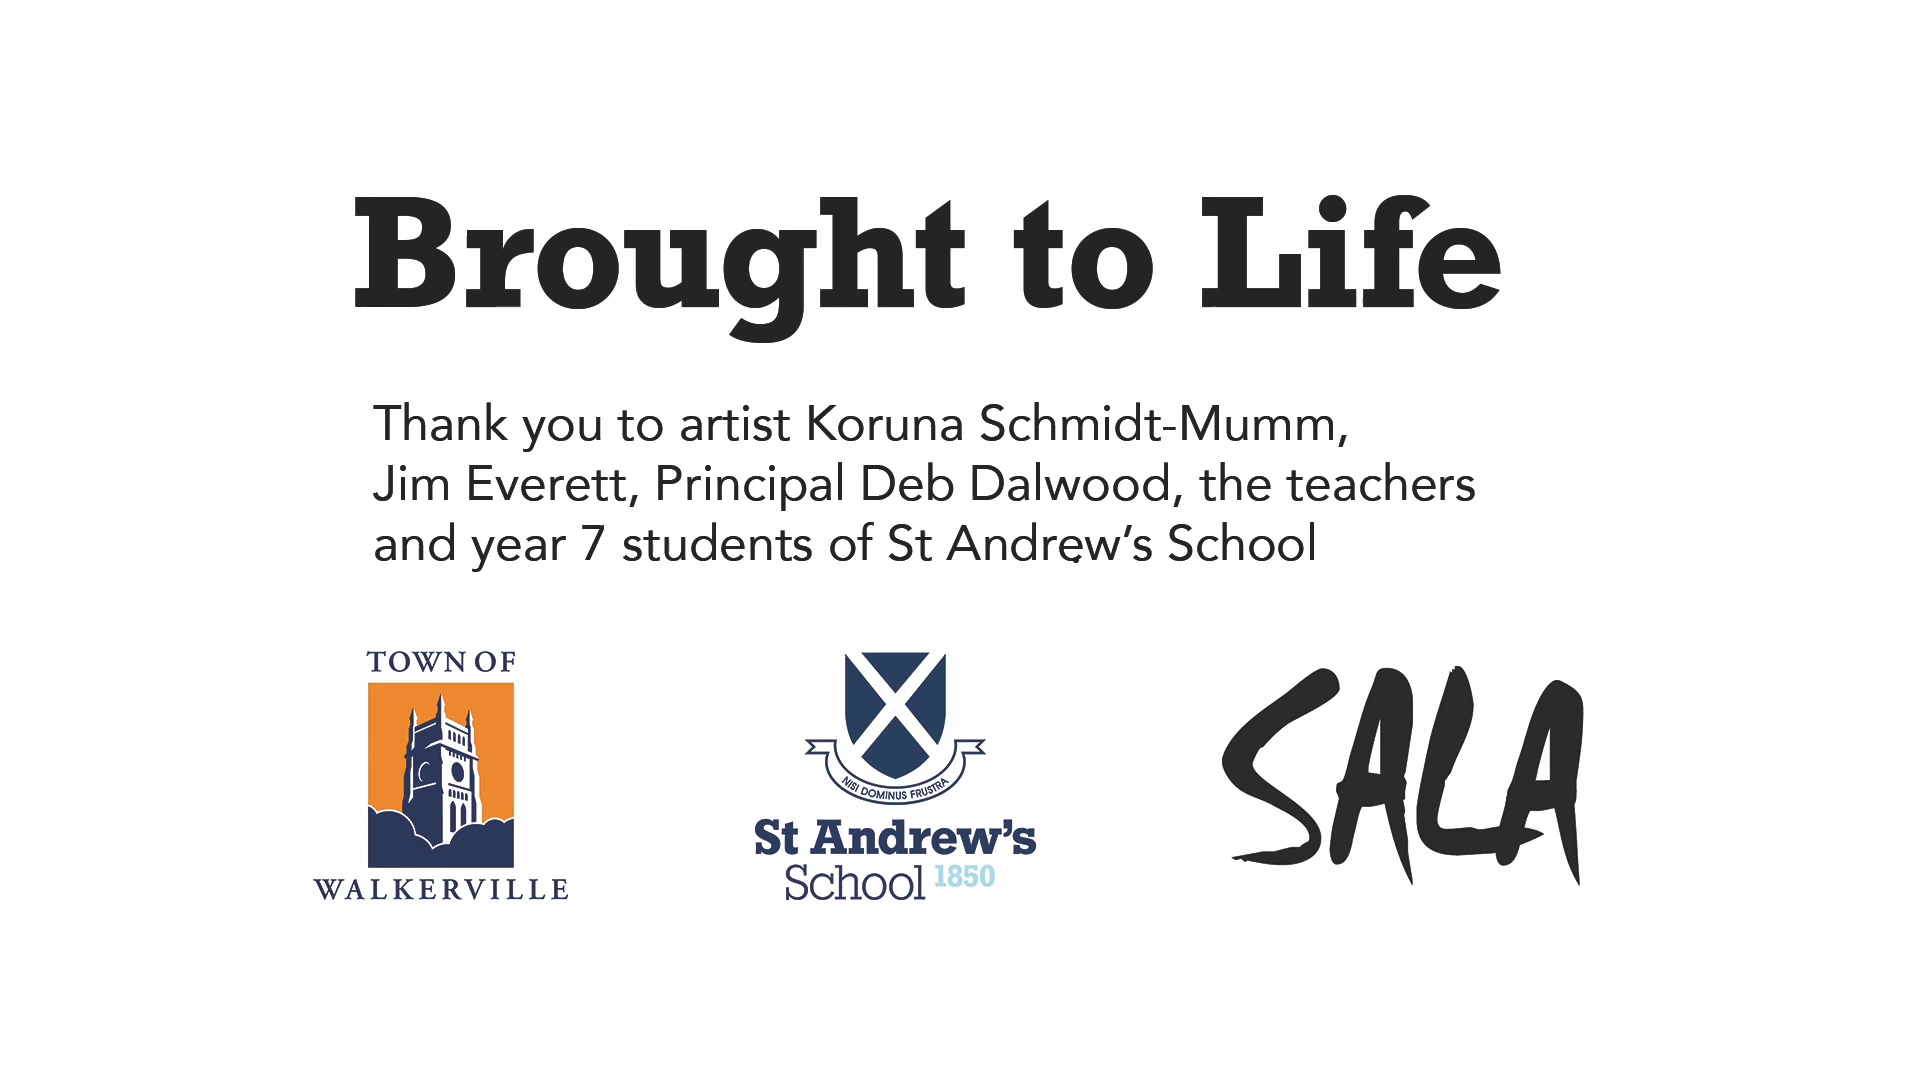 Brought to Life
Thank you to artist Koruna Schmidt-Mumm,
Jim Everett, Principal Deb Dalwood, the teachers
and year 7 students of St Andrew’s School
TOWN OF
WALKERVILLE
NISI DOMINUS FRUSTRA
St Andrew’s
School 1850
SALA